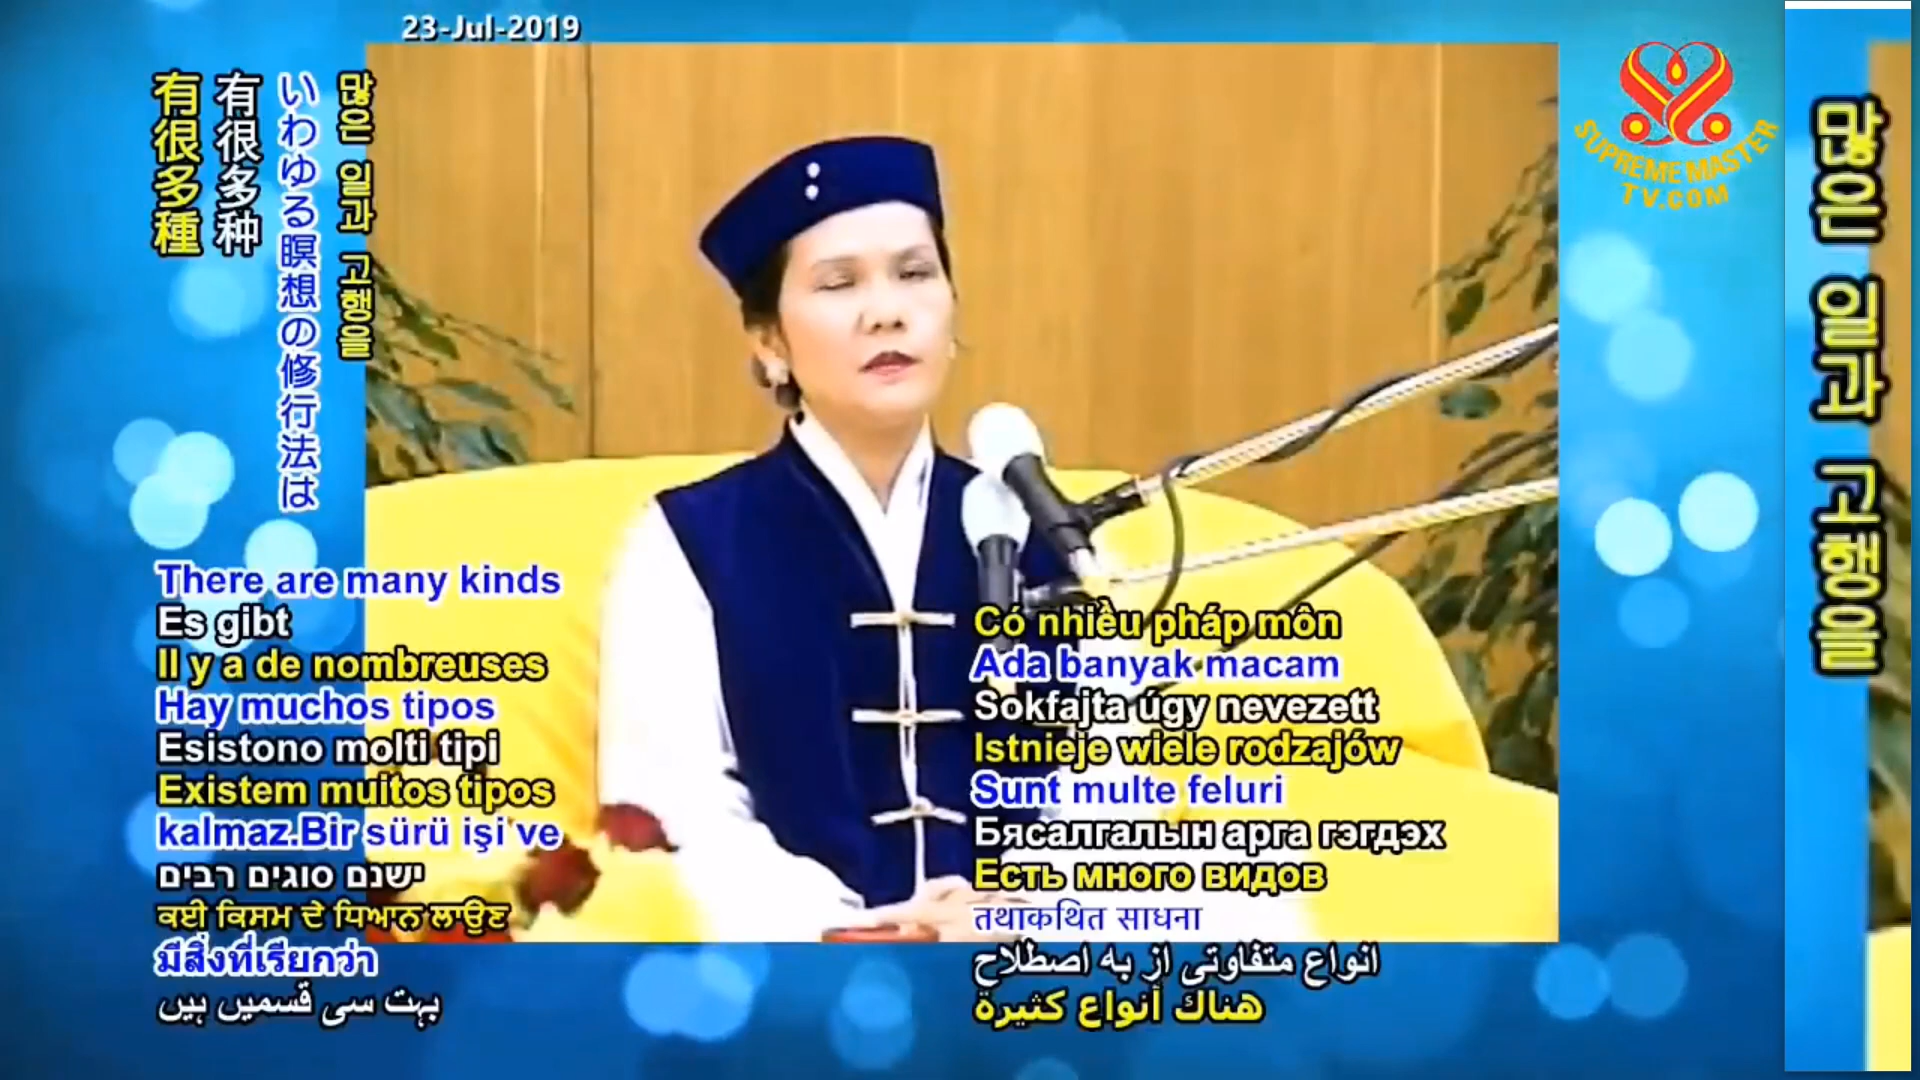 23-Jul-2019
有很多種
有很多种
いわゆる瞑想の修行法は
많은 일과 고행을
SUPREME MASTER
TV.COM
많은 일과 고행을
There are many kinds
Es gibt
Il y a de nombreuses
Hay muchos tipos
Esistono molti tipi
Existem muitos tipos
kalmaz.Bir sürü işi ve
ישנם סוגים רבים
ਕਈ ਕਿਸਮ ਦੇ ਧਿਆਨ ਲਾਉਣ
มีสิ่งที่เรียกว่า
بہت سی قسمیں ہیں
Có nhiều pháp môn
Ada banyak macam
Sokfajta úgy nevezett
Istnieje wiele rodzajów
Sunt multe feluri
Бясалгалын арга гэгдэх
Есть много видов
तथाकथित साधना
انواع متفاوتی از به اصطلاح
هناك أنواع كثيرة